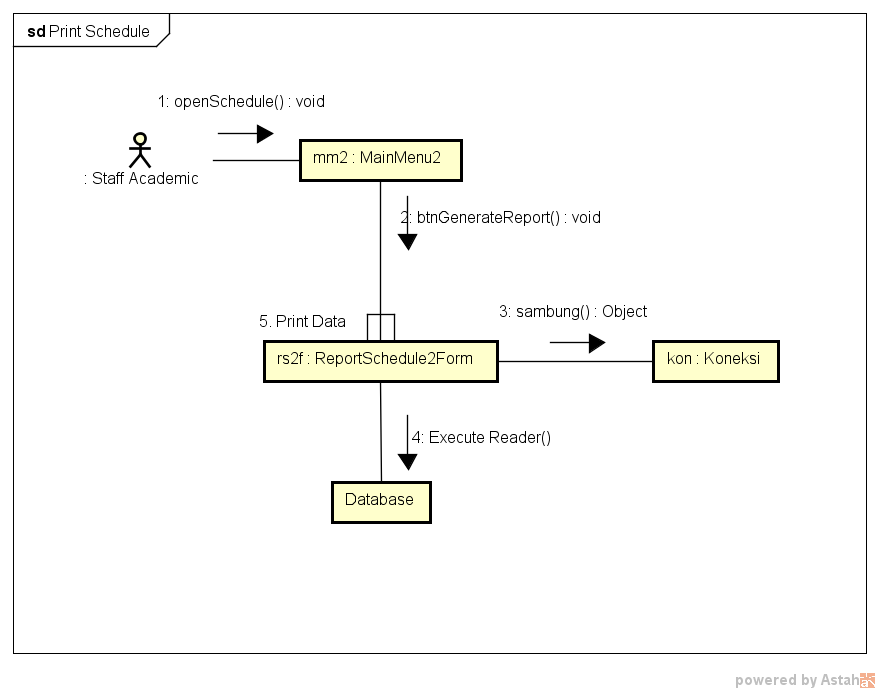 sd Print Schedule
1: openSchedule() : void
: Staff Academic
mm2 : MainMenu2
2: btnGenerateReport() : void
5. Print Data
3: sambung() : Object
rs2f : ReportSchedule2Form
kon : Koneksi
4: Execute Reader()
Database
powered by Astah